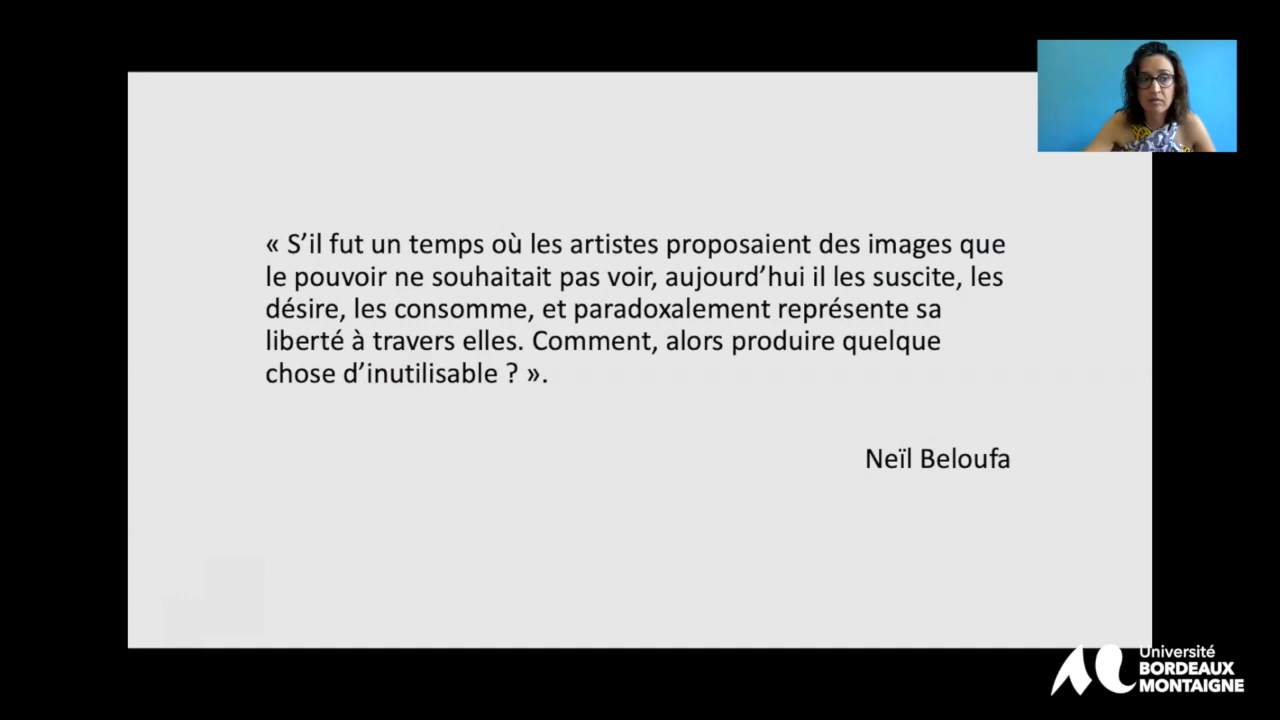 « S’il fut un temps où les artistes proposaient des images que
le pouvoir ne souhaitait pas voir, aujourd’hui il les suscite, les
désire, les consomme, et paradoxalement représente sa
liberté à travers elles. Comment, alors produire quelque
chose d’inutilisable ? ».
Neïl Beloufa
Université
BORDEAUX
MONTAIGNE